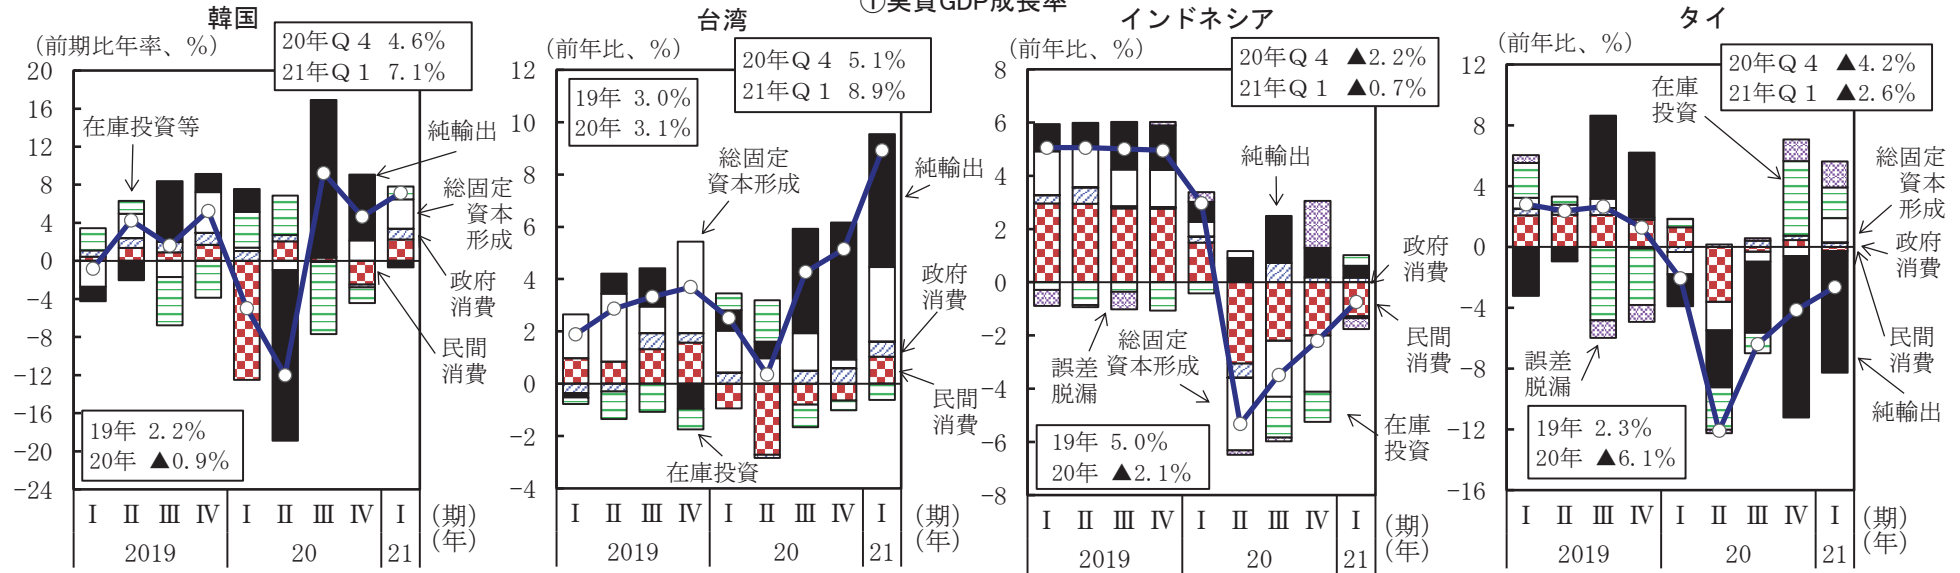 ①実質GDP成長率
韓国
(前期比年率、%)
20年Q4 4.6%
21年Q1 7.1%
20
16
12
8
4
0
-4
-8
-12
-16
-20
-24
在庫投資等
純輸出
総固定
資本
形成
政府
消費
民間
消費
19年 2.2%
20年 ▲0.9%
Ⅰ Ⅱ Ⅲ Ⅳ Ⅰ Ⅱ Ⅲ Ⅳ Ⅰ (期)
2019 20 21 (年)
台湾
(前年比、%)
20年Q4 5.1%
21年Q1 8.9%
19年 3.0%
20年 3.1%
12
10
8
6
4
2
0
-2
-4
総固定
資本形成
純輸出
政府
消費
民間
消費
在庫投資
Ⅰ Ⅱ Ⅲ Ⅳ Ⅰ Ⅱ Ⅲ Ⅳ Ⅰ (期)
2019 20 21 (年)
インドネシア
(前年比、%)
20年Q4 ▲2.2%
21年Q1 ▲0.7%
8
6
4
2
0
-2
-4
-6
-8
純輸出
政府
消費
民間
消費
誤差
脱漏
総固定
資本形成
在庫
投資
19年 5.0%
20年 ▲2.1%
Ⅰ Ⅱ Ⅲ Ⅳ Ⅰ Ⅱ Ⅲ Ⅳ Ⅰ (期)
2019 20 21 (年)
タイ
(前年比、%)
20年Q4 ▲4.2%
21年Q1 ▲2.6%
12
8
4
0
-4
-8
-12
-16
在庫
投資
総固定
資本
形成
政府
消費
民間
消費
純輸出
誤差
脱漏
19年 2.3%
20年 ▲6.1%
Ⅰ Ⅱ Ⅲ Ⅳ Ⅰ Ⅱ Ⅲ Ⅳ Ⅰ (期)
2019 20 21 (年)